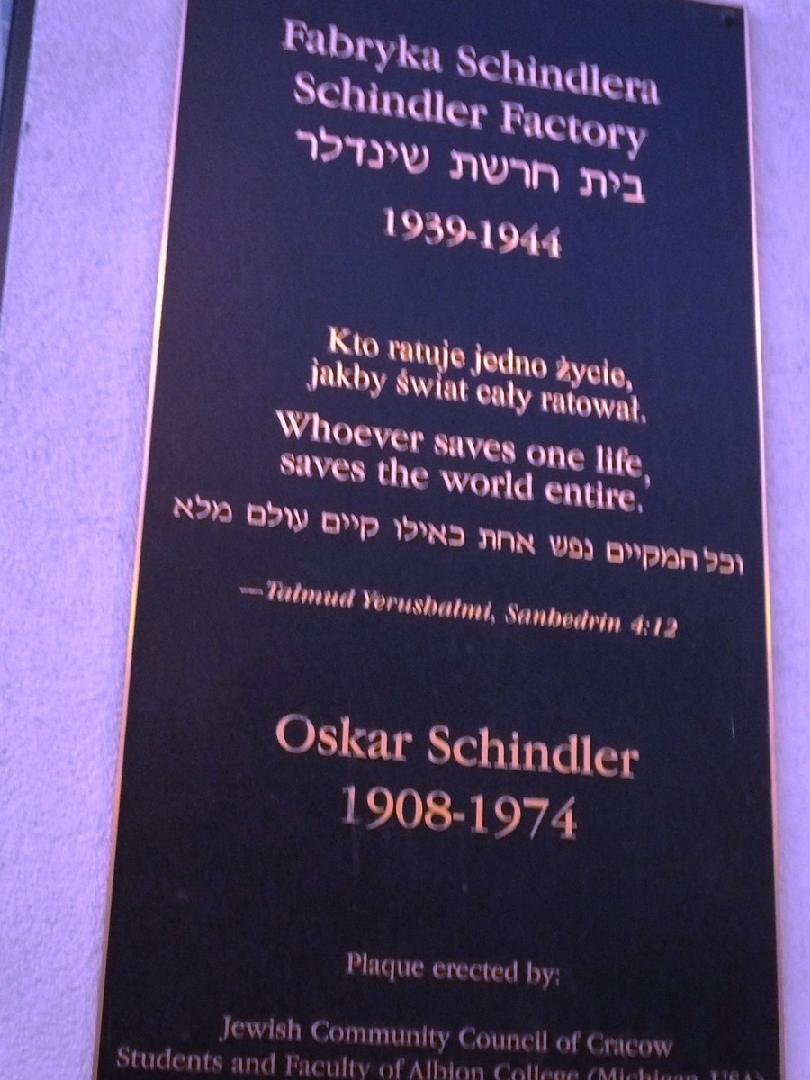 Fabryka Schindlera
Schindler Factory
בית חרשת שינדלר
1939-1944
Kto ratuje jedno życie,
jakby świat cały ratował.
Whoever saves one life,
saves the world entire.
וכל המקיים נפש אחת כאילו קיים עולם מלא
—Talmud Yerushalmi, Sanhedrin 4:12
Oskar Schindler
1908-1974
Plaque erected by:
Jewish Community Council of Cracow
Students and Faculty of Albion College (Michigan USA)